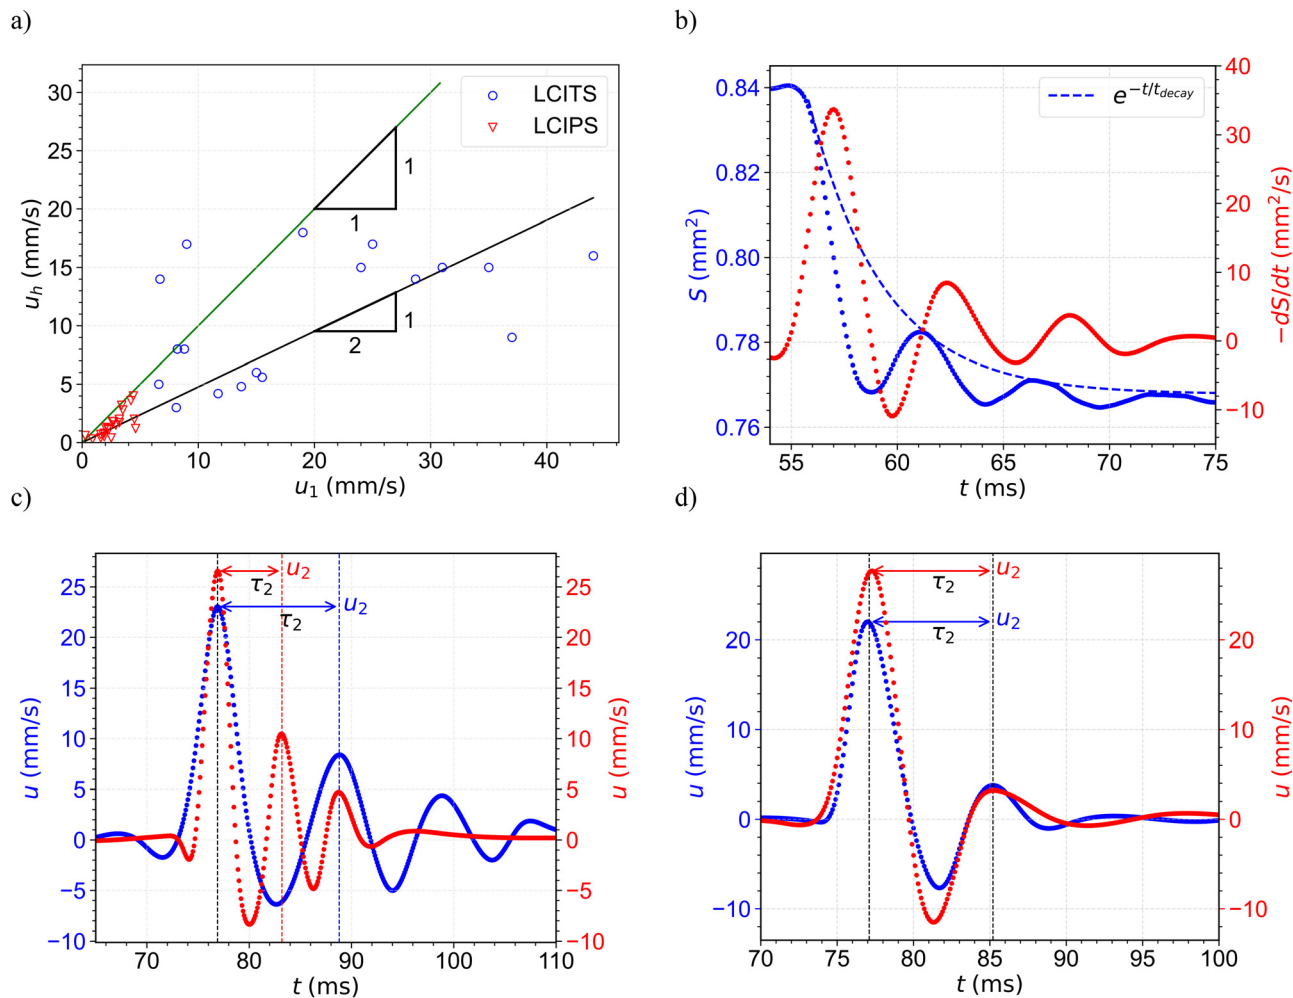 a)
30
25
20
15
10
5
0
u_h (mm/s)
LCITS
LCIPS
1
1
1
2
0 10 20 30 40
u_1 (mm/s)
b)
0.84
0.82
0.80
0.78
0.76
S (mm²)
e^{-t/t_{decay}}
40
30
20
10
0
−10
−dS/dt (mm²/s)
55 60 65 70 75
t (ms)
c)
25
20
15
10
5
0
−5
−10
u (mm/s)
u_2
τ_2
u_2
τ_2
25
20
15
10
5
0
−5
−10
u (mm/s)
70 80 90 100 110
t (ms)
d)
20
10
0
−10
u (mm/s)
u_2
τ_2
u_2
τ_2
20
10
0
−10
u (mm/s)
70 75 80 85 90 95 100
t (ms)